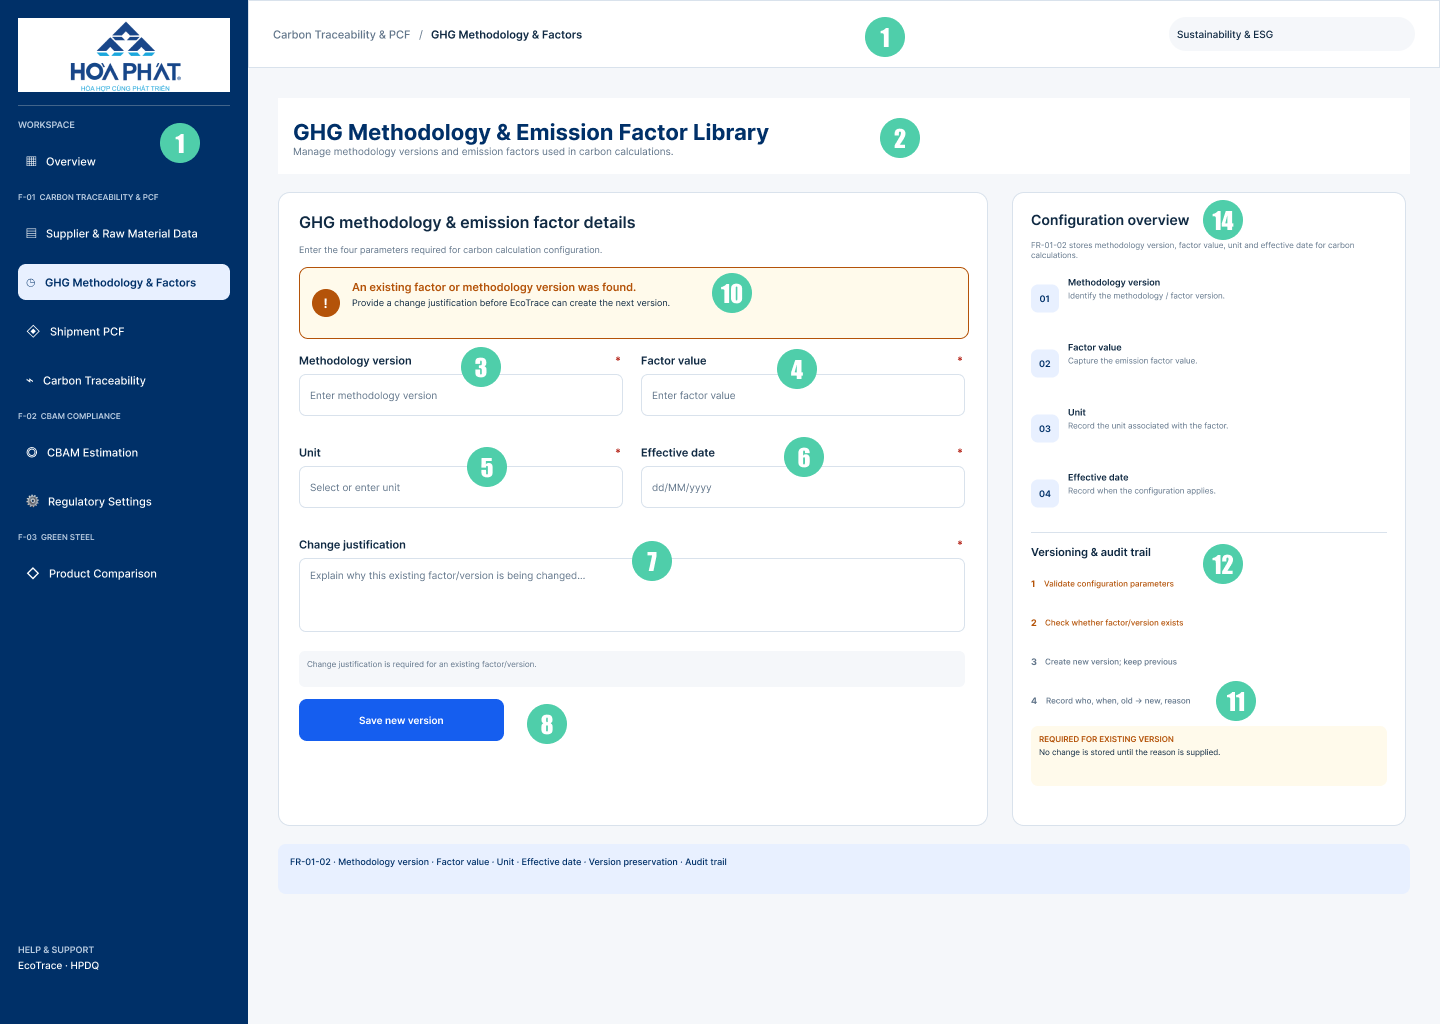 HÒA PHÁT
HÒA HỢP CÙNG PHÁT TRIỂN
WORKSPACE
1
Overview
F-01 CARBON TRACEABILITY & PCF
Supplier & Raw Material Data
GHG Methodology & Factors
Shipment PCF
Carbon Traceability
F-02 CBAM COMPLIANCE
CBAM Estimation
Regulatory Settings
F-03 GREEN STEEL
Product Comparison
HELP & SUPPORT
EcoTrace · HPDQ
Carbon Traceability & PCF / GHG Methodology & Factors
1
Sustainability & ESG
GHG Methodology & Emission Factor Library
2
Manage methodology versions and emission factors used in carbon calculations.
GHG methodology & emission factor details
Enter the four parameters required for carbon calculation configuration.
!
An existing factor or methodology version was found.
10
Provide a change justification before EcoTrace can create the next version.
Methodology version *
3
Enter methodology version
Factor value *
4
Enter factor value
Unit *
5
Select or enter unit
Effective date *
6
dd/MM/yyyy
Change justification *
7
Explain why this existing factor/version is being changed...
Change justification is required for an existing factor/version.
Save new version
8
Configuration overview
14
FR-01-02 stores methodology version, factor value, unit and effective date for carbon
calculations.
01
Methodology version
Identify the methodology / factor version.
02
Factor value
Capture the emission factor value.
03
Unit
Record the unit associated with the factor.
04
Effective date
Record when the configuration applies.
Versioning & audit trail
12
1 Validate configuration parameters
2 Check whether factor/version exists
3 Create new version; keep previous
4 Record who, when, old → new, reason
11
REQUIRED FOR EXISTING VERSION
No change is stored until the reason is supplied.
FR-01-02 · Methodology version · Factor value · Unit · Effective date · Version preservation · Audit trail